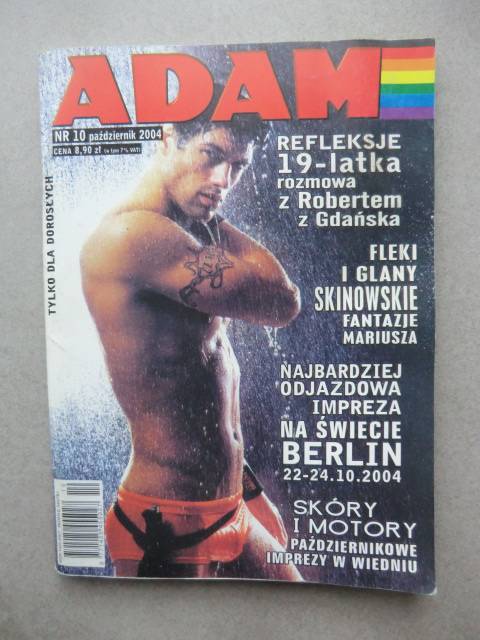 ADAM
NR 10 październik 2004
CENA 8,90 zł (w tym 7% VAT)
TYLKO DLA DOROSŁYCH
REFLEKSJE
19-latka
rozmowa
z Robertem
z Gdańska
FLEKI
I GLANY
SKINOWSKIE
FANTAZJE
MARIUSZA
NAJBARDZIEJ
ODJAZDOWA
IMPREZA
NA ŚWIECIE
BERLIN
22-24.10.2004
SKÓRY
I MOTORY
PAŹDZIERNIKOWE
IMPREZY W WIEDNIU